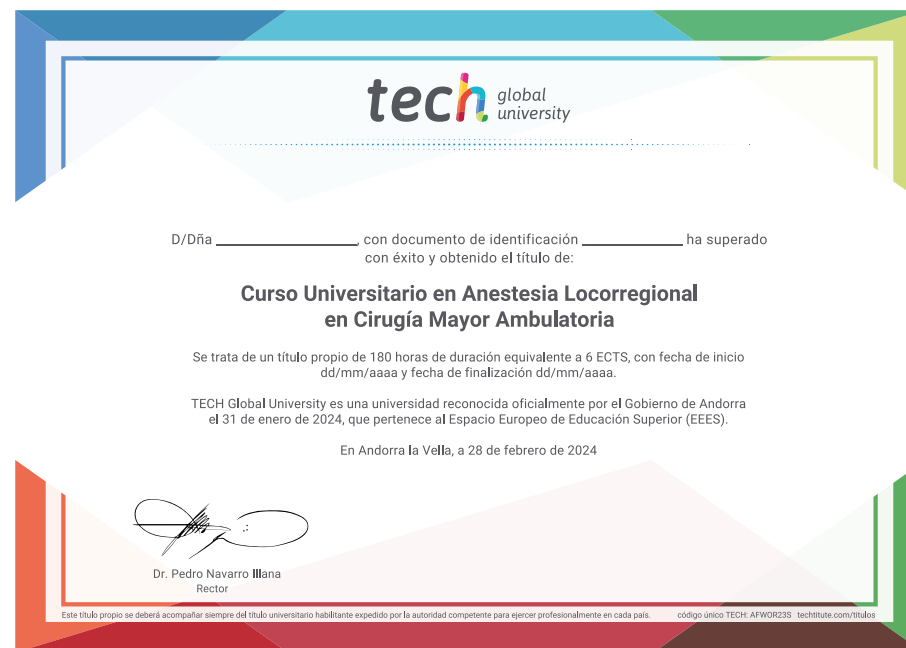 tech global university
D/Dña ____________________, con documento de identificación ______________ ha superado
con éxito y obtenido el título de:
Curso Universitario en Anestesia Locorregional
en Cirugía Mayor Ambulatoria
Se trata de un título propio de 180 horas de duración equivalente a 6 ECTS, con fecha de inicio
dd/mm/aaaa y fecha de finalización dd/mm/aaaa.
TECH Global University es una universidad reconocida oficialmente por el Gobierno de Andorra
el 31 de enero de 2024, que pertenece al Espacio Europeo de Educación Superior (EEES).
En Andorra la Vella, a 28 de febrero de 2024
Dr. Pedro Navarro Illana
Rector
Este título propio se deberá acompañar siempre del título universitario habilitante expedido por la autoridad competente para ejercer profesionalmente en cada país. código único TECH: AFWOR23S techtitute.com/titulos